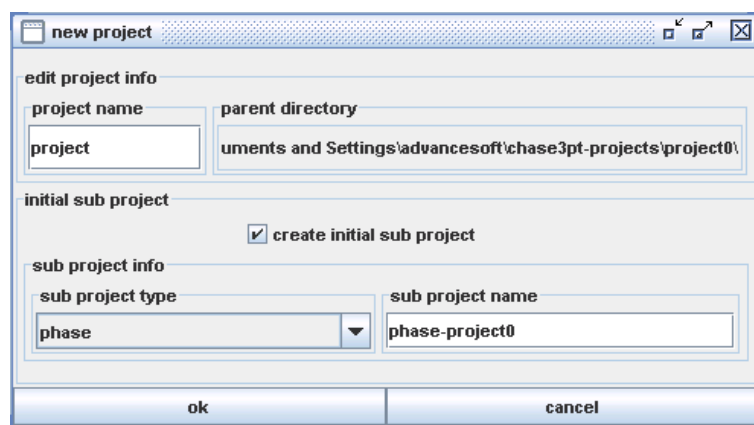 new project
edit project info
project name
parent directory
project
uments and Settings\advancesoft\chase3pt-projects\project0\
initial sub project
create initial sub project
sub project info
sub project type
sub project name
phase
phase-project0
ok
cancel